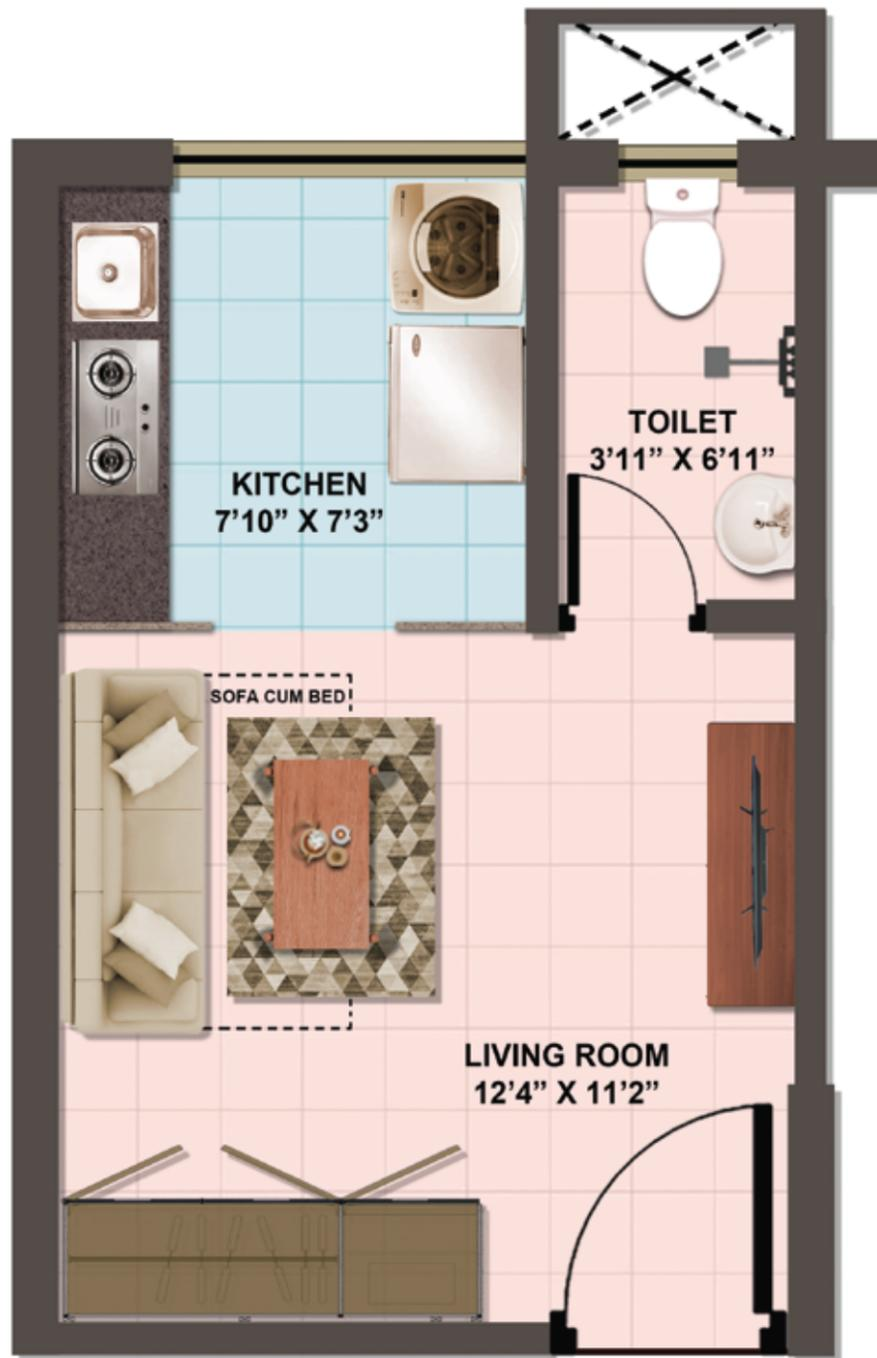 TOILET
3’11” X 6’11”
KITCHEN
7’10” X 7’3”
SOFA CUM BED
LIVING ROOM
12’4” X 11’2”